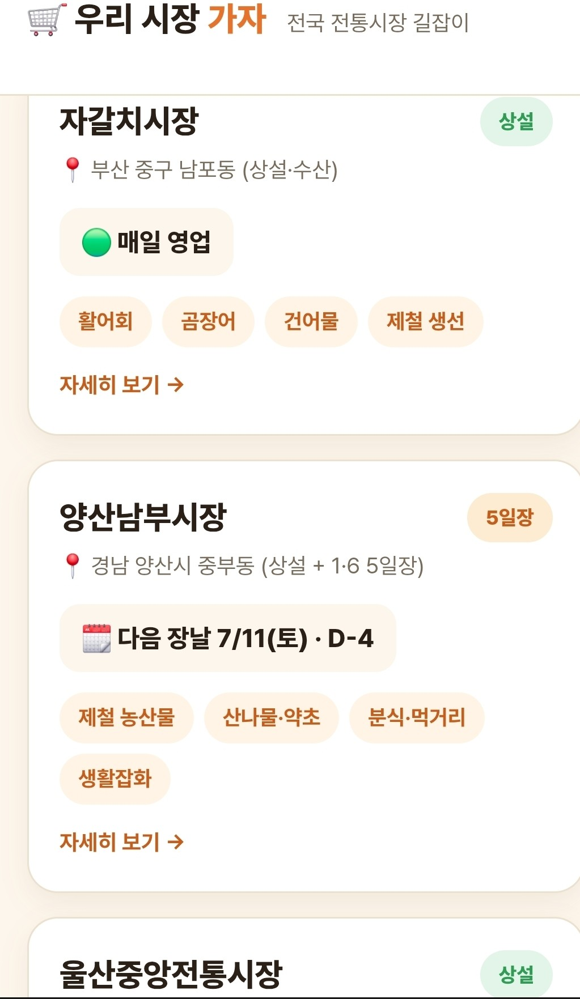 우리 시장 가자 전국 전통시장 길잡이
자갈치시장 상설
부산 중구 남포동 (상설·수산)
매일 영업
활어회 곰장어 건어물 제철 생선
자세히 보기 →
양산남부시장 5일장
경남 양산시 중부동 (상설 + 1·6 5일장)
다음 장날 7/11(토) · D-4
제철 농산물 산나물·약초 분식·먹거리
생활잡화
자세히 보기 →
울산중앙전통시장 상설